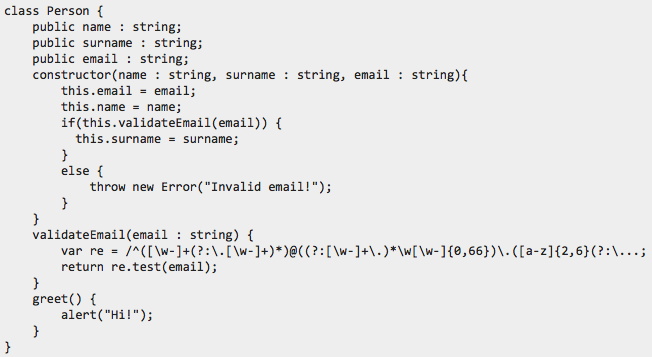 class Person {
    public name : string;
    public surname : string;
    public email : string;
    constructor(name : string, surname : string, email : string){
        this.email = email;
        this.name = name;
        if(this.validateEmail(email)) {
          this.surname = surname;
        }
        else {
            throw new Error("Invalid email!");
        }
    }
    validateEmail(email : string) {
        var re = /^([\w-]+(?:\.[\w-]+)*)@((?:[\w-]+\.)*\w[\w-]{0,66})\.([a-z]{2,6}(?:\...;
        return re.test(email);
    }
    greet() {
        alert("Hi!");
    }
}